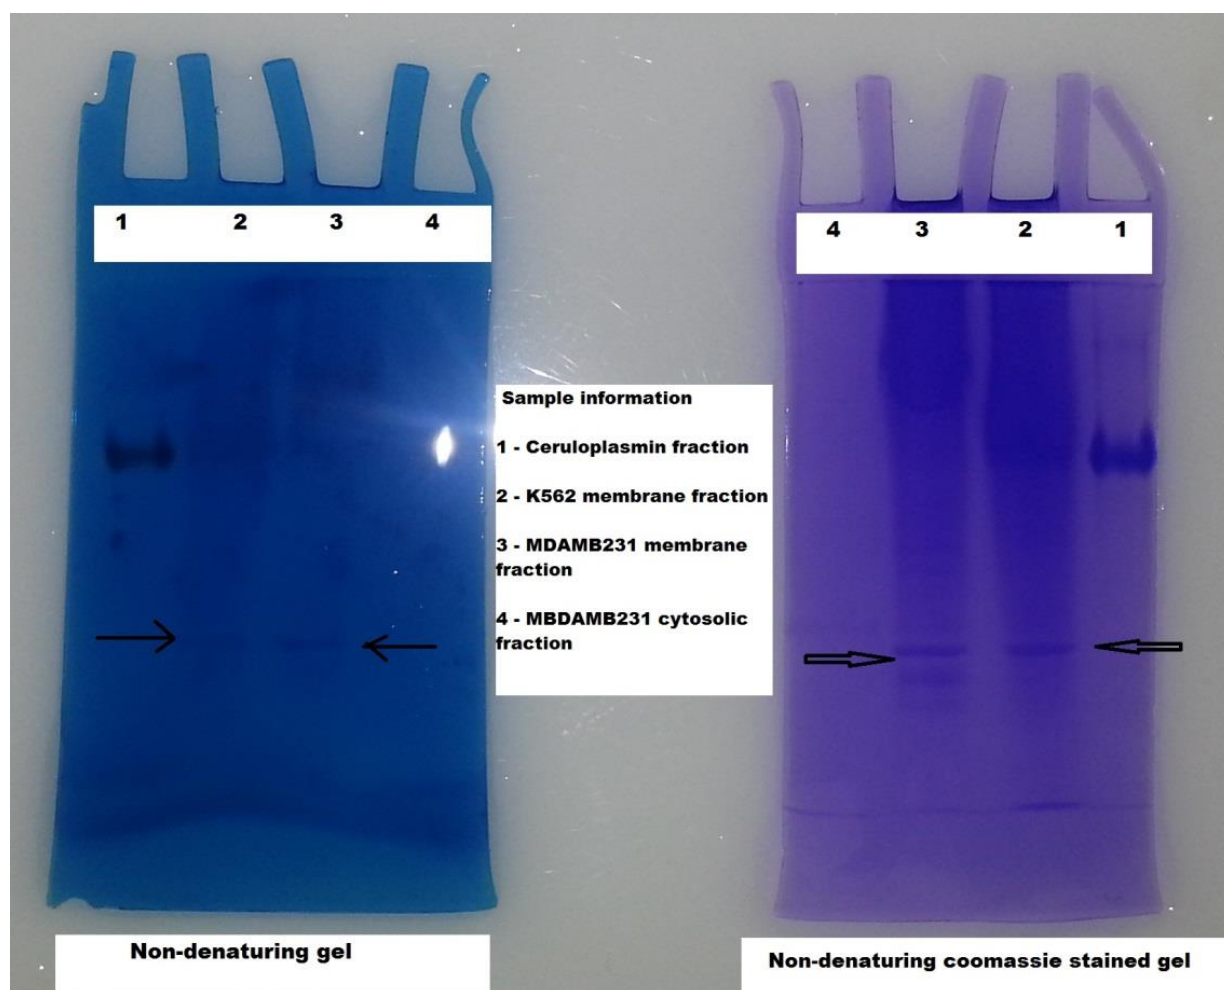 1 2 3 4
4 3 2 1
Sample information
1 - Ceruloplasmin fraction
2 - K562 membrane fraction
3 - MDAMB231 membrane
fraction
4 - MBDAMB231 cytosolic
fraction
Non-denaturing gel
Non-denaturing coomassie stained gel